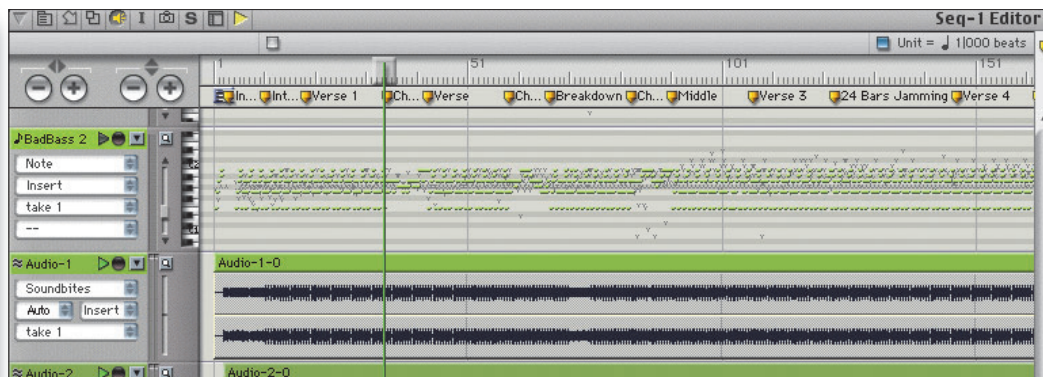 I S
Seq-1 Editor
Unit = 1|000 beats
1 51 101 151
In... Int... Verse 1 Ch... Verse Ch... Breakdown Ch... Middle Verse 3 24 Bars Jamming Verse 4
BadBass 2
Note
Insert
take 1
--
C2
C1
Audio-1
Audio-1-0
Soundbites
Auto Insert
take 1
Audio-2
Audio-2-0